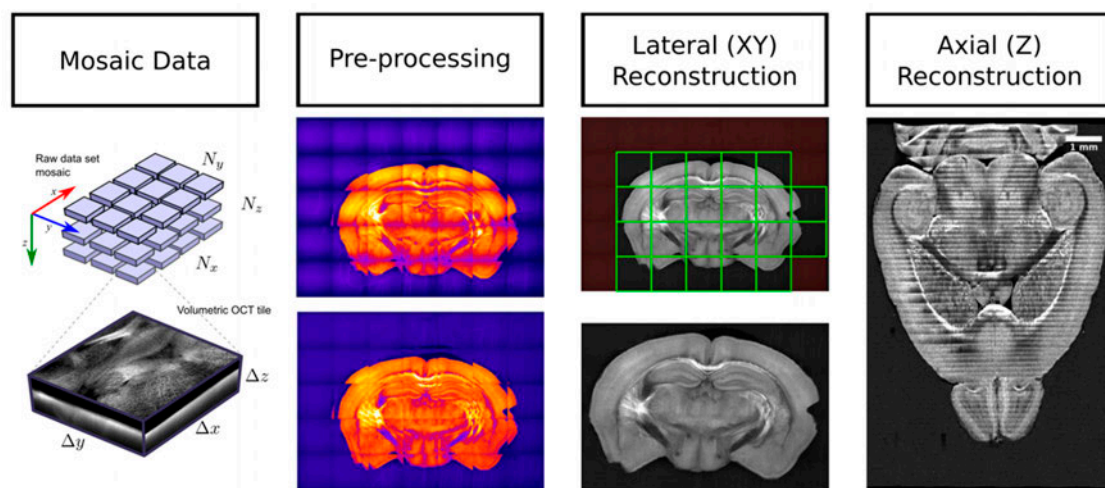 Mosaic Data
Pre-processing
Lateral (XY)
Reconstruction
Axial (Z)
Reconstruction
Raw data set
mosaic
x
y
z
N_y
N_z
N_x
Volumetric OCT tile
Δz
Δx
Δy
1 mm